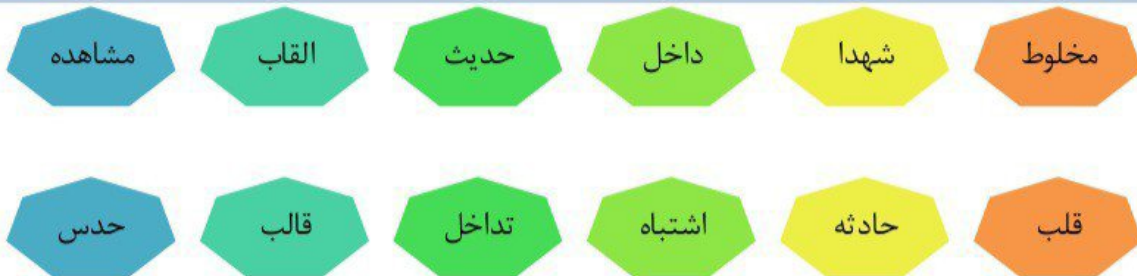 مخلوط شهدا داخل حدیث القاب مشاهده
قلب حادثه اشتباه تداخل قالب حدس